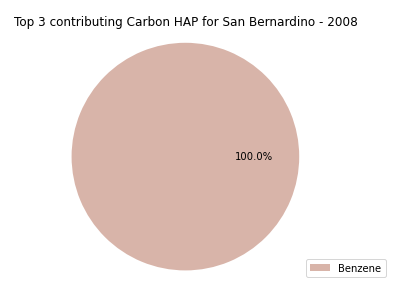 Top 3 contributing Carbon HAP for San Bernardino - 2008
100.0%
Benzene